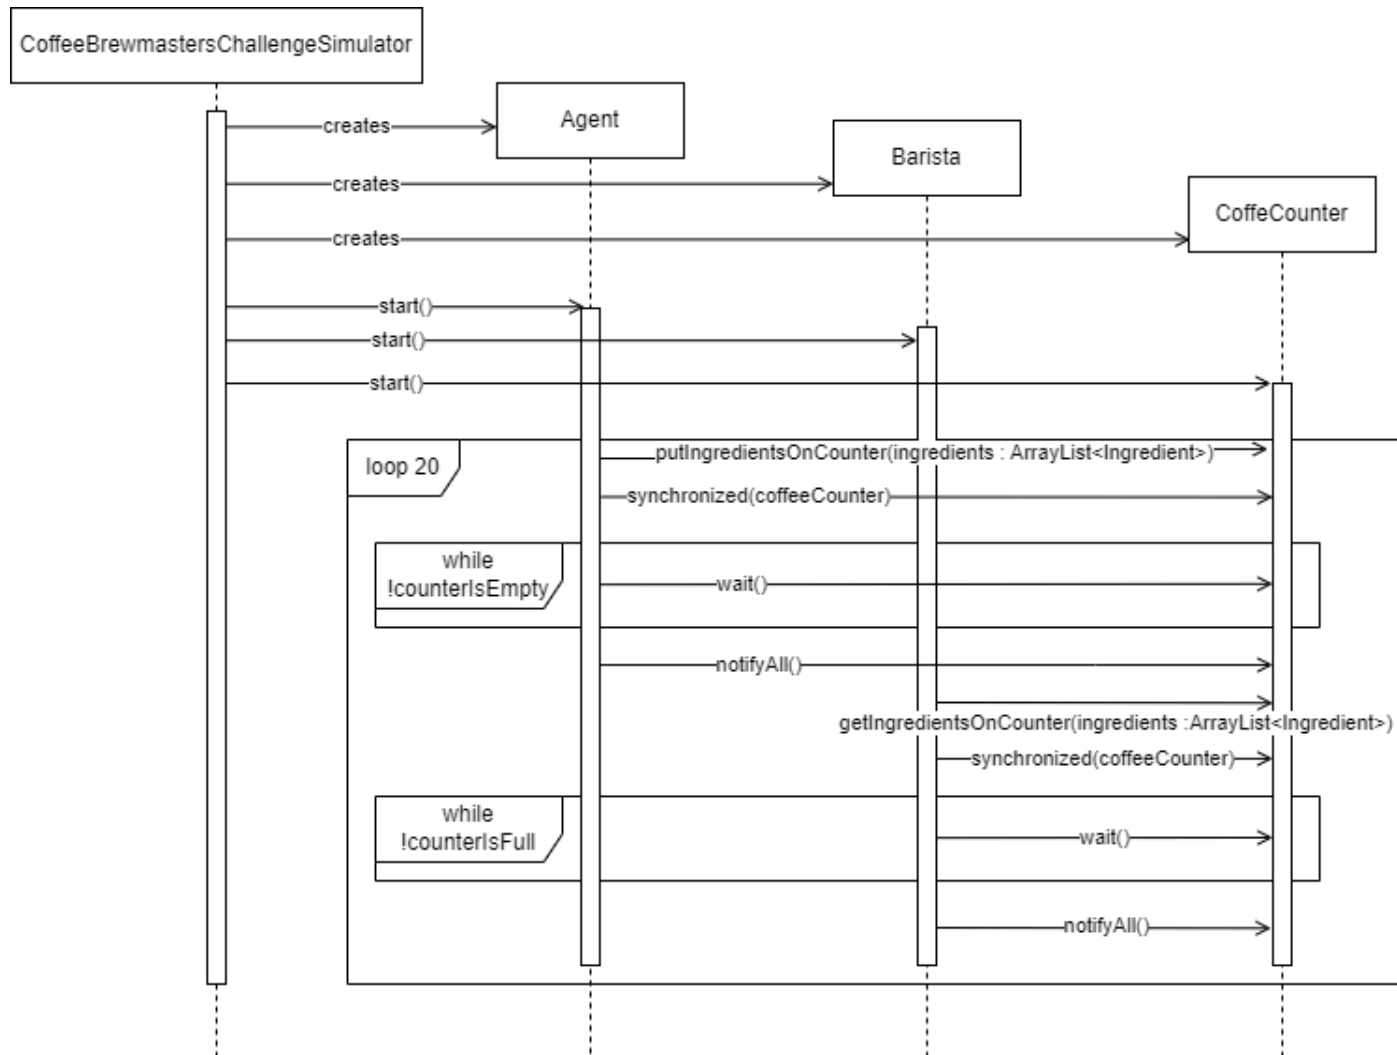 CoffeeBrewmastersChallengeSimulator
Agent
creates
Barista
creates
CoffeCounter
creates
start()
start()
start()
loop 20
putIngredientsOnCounter(ingredients : ArrayList<Ingredient>)
synchronized(coffeeCounter)
while
!counterIsEmpty
wait()
notifyAll()
getIngredientsOnCounter(ingredients :ArrayList<Ingredient>)
synchronized(coffeeCounter)
while
!counterIsFull
wait()
notifyAll()